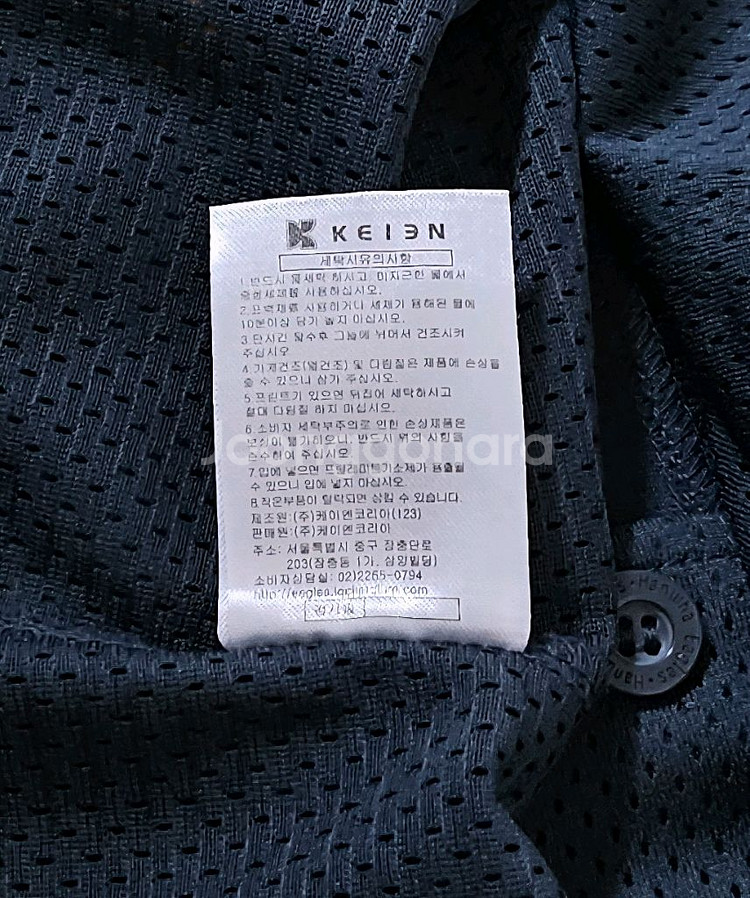 KEI3N
세탁시유의사항
1.반드시 물세탁 하시고, 미지근한 물에서
중성세제를 사용하십시오.
2.표백제를 사용하거나 세제가 용해된 물에
10분이상 담가 놓지 마십시오.
3.단시간 탈수후 그늘에 뉘어서 건조시켜
주십시오
4.기계건조(열건조) 및 다림질은 제품에 손상을
줄 수 있으니 삼가 주십시오.
5.프린트가 있으면 뒤집어 세탁하시고
절대 다림질 하지 마십시오.
6.소비자 세탁부주의로 인한 손상제품은
보상이 불가하오니, 반드시 위의 사항을
준수하여 주십시오.
7.입에 넣으면 프탈레이트가소제가 용출될
수 있으니 입에 넣지 마십시오.
8.작은부품이 탈락되면 삼킬 수 있습니다.
제조원:(주)케이엔코리아(123)
판매원:(주)케이엔코리아
주소: 서울특별시 중구 장충단로
203(장충동 1가, 삼양빌딩)
소비자상담실: 02)2265-0794
joonggonara
Hanwha Eagles